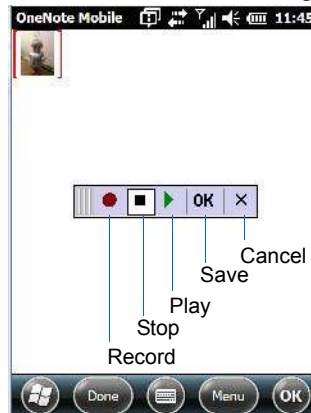 OneNote Mobile 11:45
OK
Cancel
Save
Play
Stop
Record
Done Menu OK